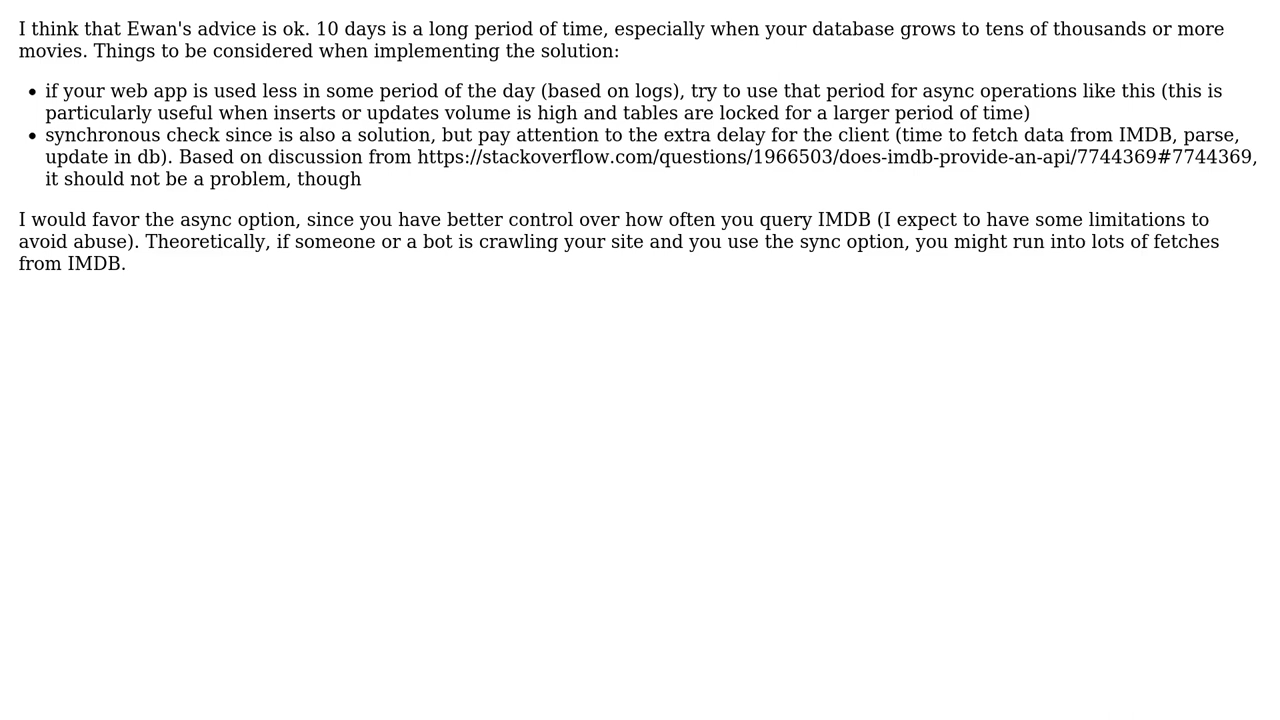 I think that Ewan's advice is ok. 10 days is a long period of time, especially when your database grows to tens of thousands or more
movies. Things to be considered when implementing the solution:
• if your web app is used less in some period of the day (based on logs), try to use that period for async operations like this (this is
particularly useful when inserts or updates volume is high and tables are locked for a larger period of time)
• synchronous check since is also a solution, but pay attention to the extra delay for the client (time to fetch data from IMDB, parse,
update in db). Based on discussion from https://stackoverflow.com/questions/1966503/does-imdb-provide-an-api/7744369#7744369,
it should not be a problem, though
I would favor the async option, since you have better control over how often you query IMDB (I expect to have some limitations to
avoid abuse). Theoretically, if someone or a bot is crawling your site and you use the sync option, you might run into lots of fetches
from IMDB.